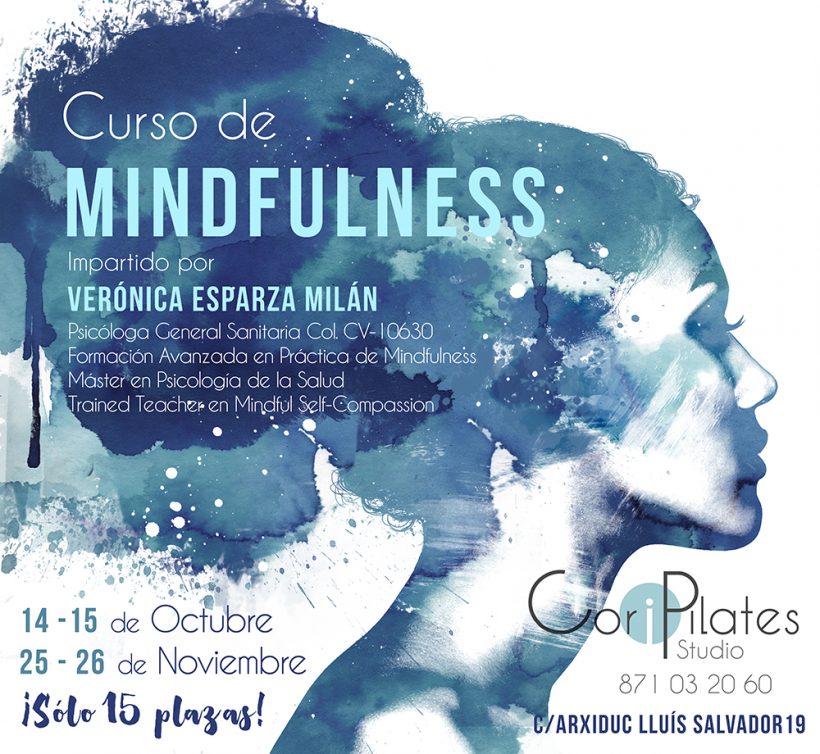 Curso de
MINDFULNESS
Impartido por
VERÓNICA ESPARZA MILÁN
Psicóloga General Sanitaria Col. CV-10630
Formación Avanzada en Práctica de Mindfulness
Máster en Psicología de la Salud
Trained Teacher en Mindful Self-Compassion
14 -15 de Octubre
25 - 26 de Noviembre
¡Sólo 15 plazas!
Cor i Pilates
Studio
871 03 20 60
C/ARXIDUC LLUÍS SALVADOR19